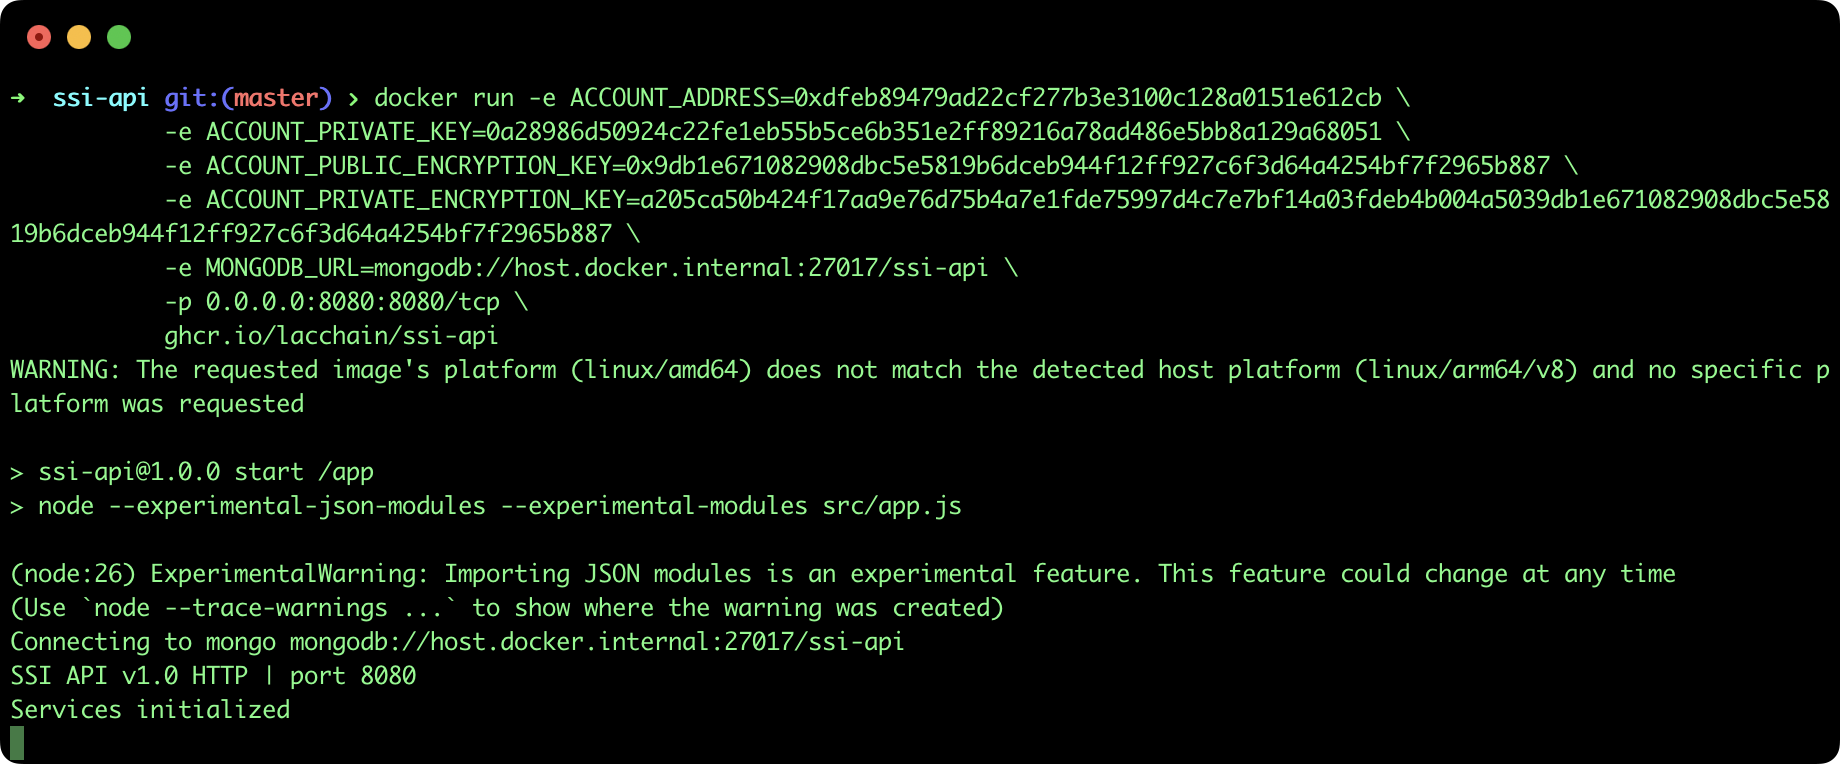 ➜  ssi-api git:(master) › docker run -e ACCOUNT_ADDRESS=0xdfeb89479ad22cf277b3e3100c128a0151e612cb \
-e ACCOUNT_PRIVATE_KEY=0a28986d50924c22fe1eb55b5ce6b351e2ff89216a78ad486e5bb8a129a68051 \
-e ACCOUNT_PUBLIC_ENCRYPTION_KEY=0x9db1e671082908dbc5e5819b6dceb944f12ff927c6f3d64a4254bf7f2965b887 \
-e ACCOUNT_PRIVATE_ENCRYPTION_KEY=a205ca50b424f17aa9e76d75b4a7e1fde75997d4c7e7bf14a03fdeb4b004a5039db1e671082908dbc5e58
19b6dceb944f12ff927c6f3d64a4254bf7f2965b887 \
-e MONGODB_URL=mongodb://host.docker.internal:27017/ssi-api \
-p 0.0.0.0:8080:8080/tcp \
ghcr.io/lacchain/ssi-api
WARNING: The requested image's platform (linux/amd64) does not match the detected host platform (linux/arm64/v8) and no specific p
latform was requested
> ssi-api@1.0.0 start /app
> node --experimental-json-modules --experimental-modules src/app.js
(node:26) ExperimentalWarning: Importing JSON modules is an experimental feature. This feature could change at any time
(Use `node --trace-warnings ...` to show where the warning was created)
Connecting to mongo mongodb://host.docker.internal:27017/ssi-api
SSI API v1.0 HTTP | port 8080
Services initialized